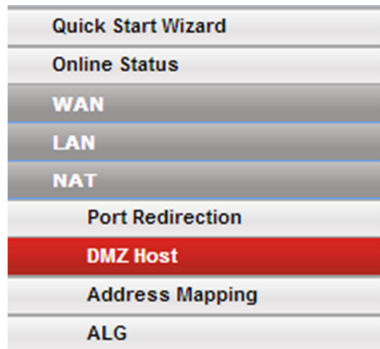 Quick Start Wizard
Online Status
WAN
LAN
NAT
Port Redirection
DMZ Host
Address Mapping
ALG